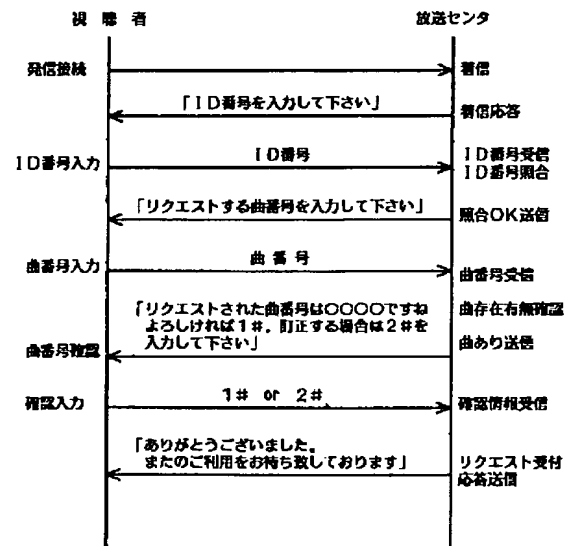 視聴者
放送センタ
発信接続
着信
「ID番号を入力して下さい」
着信応答
ID番号入力
ID番号
ID番号受信
ID番号照合
「リクエストする曲番号を入力して下さい」
照合OK送信
曲番号入力
曲番号
曲番号受信
「リクエストされた曲番号は〇〇〇〇ですね
よろしければ1#，訂正する場合は2#を
入力して下さい」
曲存在有無確認
曲番号確認
曲あり送信
確認入力
1# or 2#
確認情報受信
「ありがとうございました。
またのご利用をお待ち致しております」
リクエスト受付
応答送信